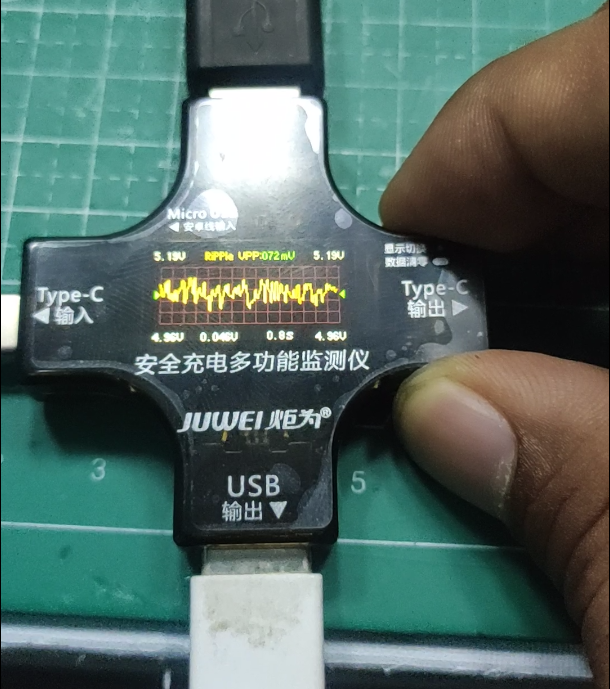 Micro USB
◀ 安卓线输入
显示切换
数据清零
5.19V RiPPle VPP:072mV 5.19V
4.96V 0.046V 0.8s 4.96V
Type-C
◀ 输入
Type-C
输出 ▶
安全充电多功能监测仪
JUWEI 炬为®
3
5
USB
输出 ▼